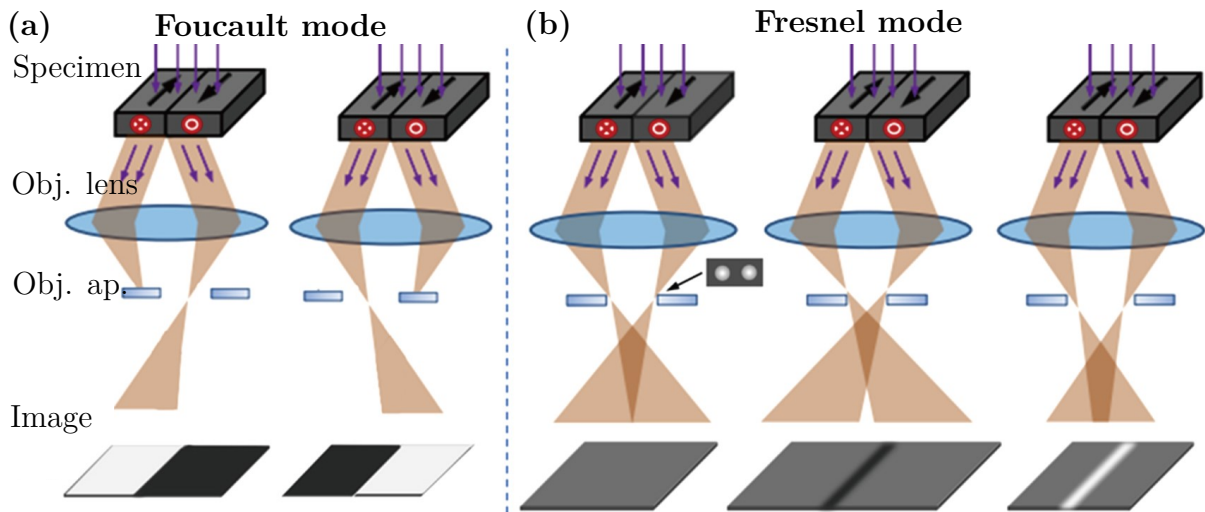 (a) Foucault mode
(b) Fresnel mode
Specimen
Obj. lens
Obj. ap.
Image